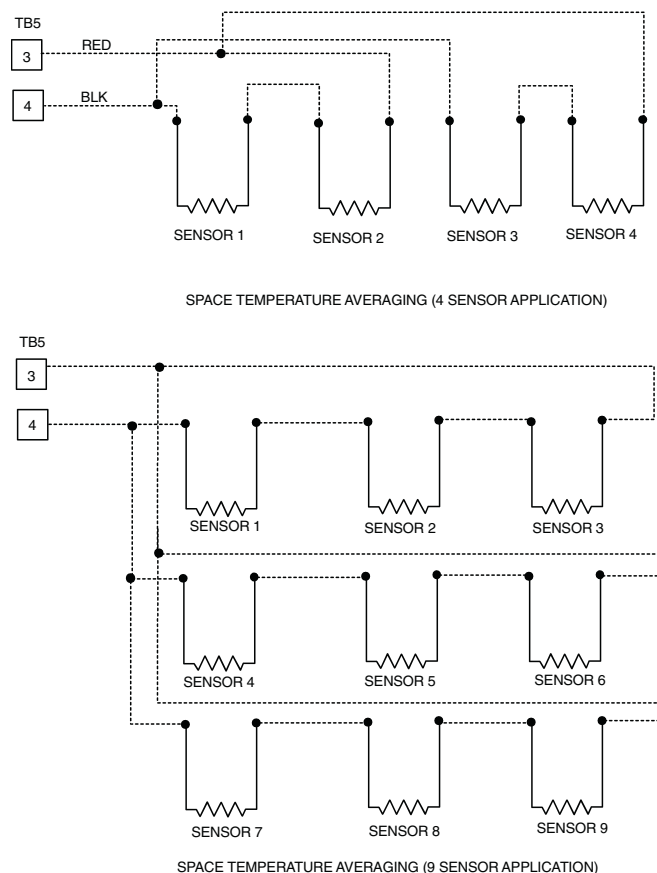 TB5
3
RED
4
BLK
SENSOR 1
SENSOR 2
SENSOR 3
SENSOR 4
SPACE TEMPERATURE AVERAGING (4 SENSOR APPLICATION)
TB5
3
4
SENSOR 1
SENSOR 2
SENSOR 3
SENSOR 4
SENSOR 5
SENSOR 6
SENSOR 7
SENSOR 8
SENSOR 9
SPACE TEMPERATURE AVERAGING (9 SENSOR APPLICATION)